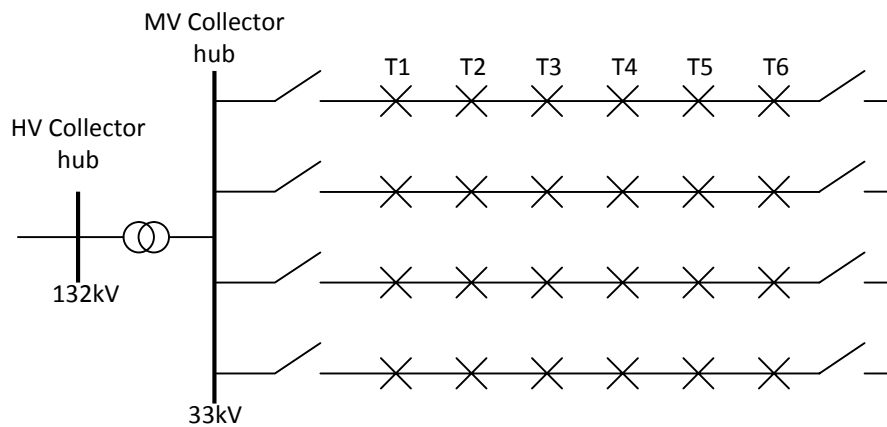 MV Collector
hub
T1 T2 T3 T4 T5 T6
HV Collector
hub
132kV
33kV